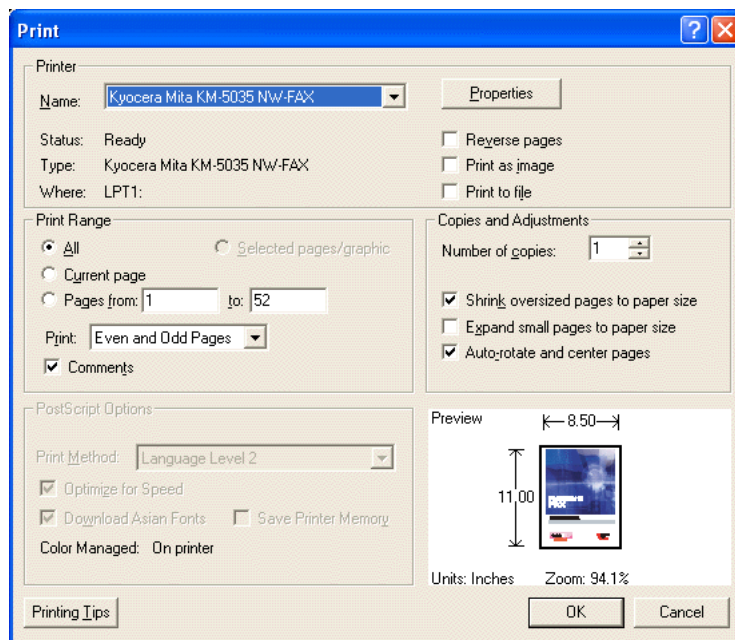 Print
Printer
Name: Kyocera Mita KM-5035 NW-FAX
Properties
Status: Ready
Reverse pages
Type: Kyocera Mita KM-5035 NW-FAX
Print as image
Where: LPT1:
Print to file
Print Range
All
Selected pages/graphic
Current page
Pages from: 1 to: 52
Print: Even and Odd Pages
Comments
Copies and Adjustments
Number of copies: 1
Shrink oversized pages to paper size
Expand small pages to paper size
Auto-rotate and center pages
PostScript Options
Print Method: Language Level 2
Optimize for Speed
Download Asian Fonts
Save Printer Memory
Color Managed: On printer
Preview
8.50
11.00
Units: Inches Zoom: 94.1%
Printing Tips
OK
Cancel